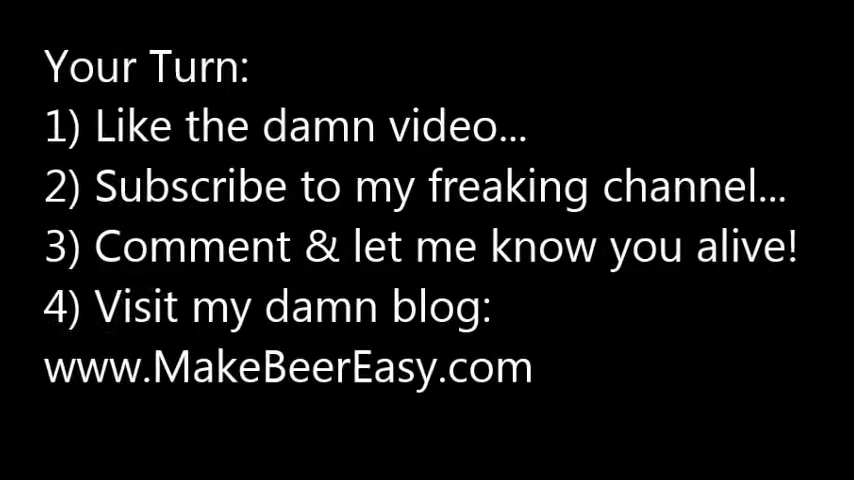 Your Turn:
1) Like the damn video...
2) Subscribe to my freaking channel...
3) Comment & let me know you alive!
4) Visit my damn blog:
www.MakeBeerEasy.com